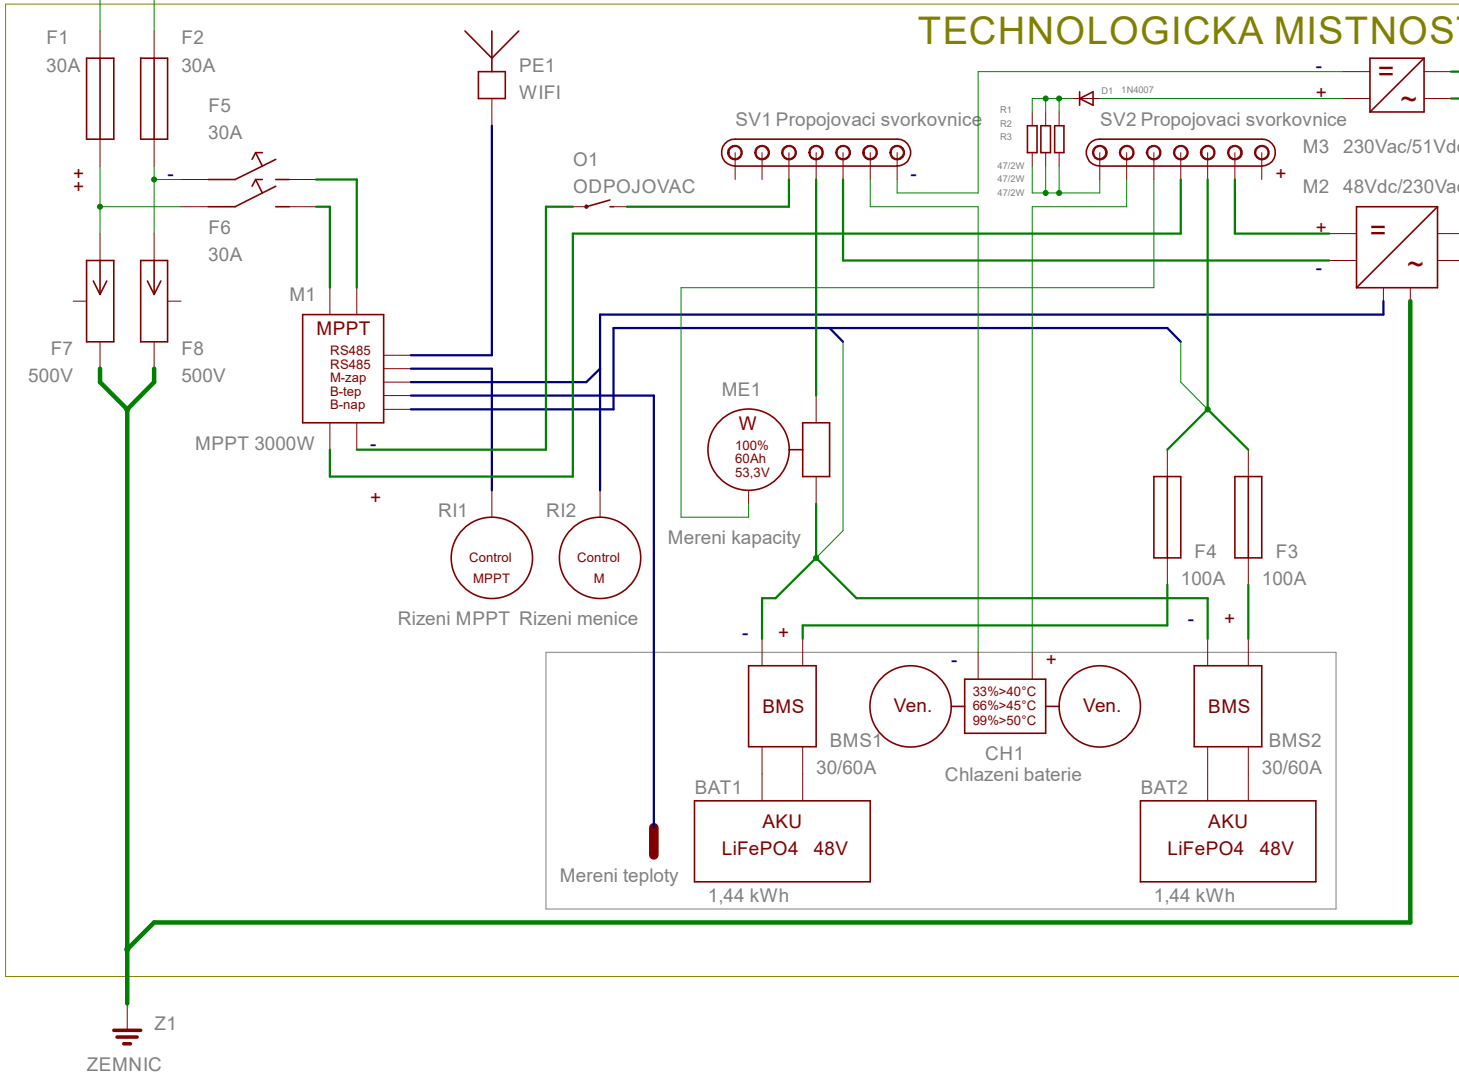 TECHNOLOGICKA MISTNOS
F1
30A
F2
30A
F5
30A
F6
30A
+
+
-
F7
500V
F8
500V
PE1
WIFI
O1
ODPOJOVAC
SV1 Propojovaci svorkovnice
-
R1
R2
R3
47/2W
47/2W
47/2W
D1 1N4007
SV2 Propojovaci svorkovnice
+
-
+
=
~
M3 230Vac/51Vdc
M2 48Vdc/230Vac
+
-
=
~
M1
MPPT
RS485
RS485
M-zap
B-tep
B-nap
MPPT 3000W
-
+
ME1
W
100%
60Ah
53,3V
Mereni kapacity
RI1
Control
MPPT
Rizeni MPPT
RI2
Control
M
Rizeni menice
F4
100A
F3
100A
-
+
-
+
-
+
BMS
BMS1
30/60A
Ven.
33%>40°C
66%>45°C
99%>50°C
Ven.
CH1
Chlazeni baterie
BMS
BMS2
30/60A
BAT1
AKU
LiFePO4 48V
1,44 kWh
BAT2
AKU
LiFePO4 48V
1,44 kWh
Mereni teploty
Z1
ZEMNIC